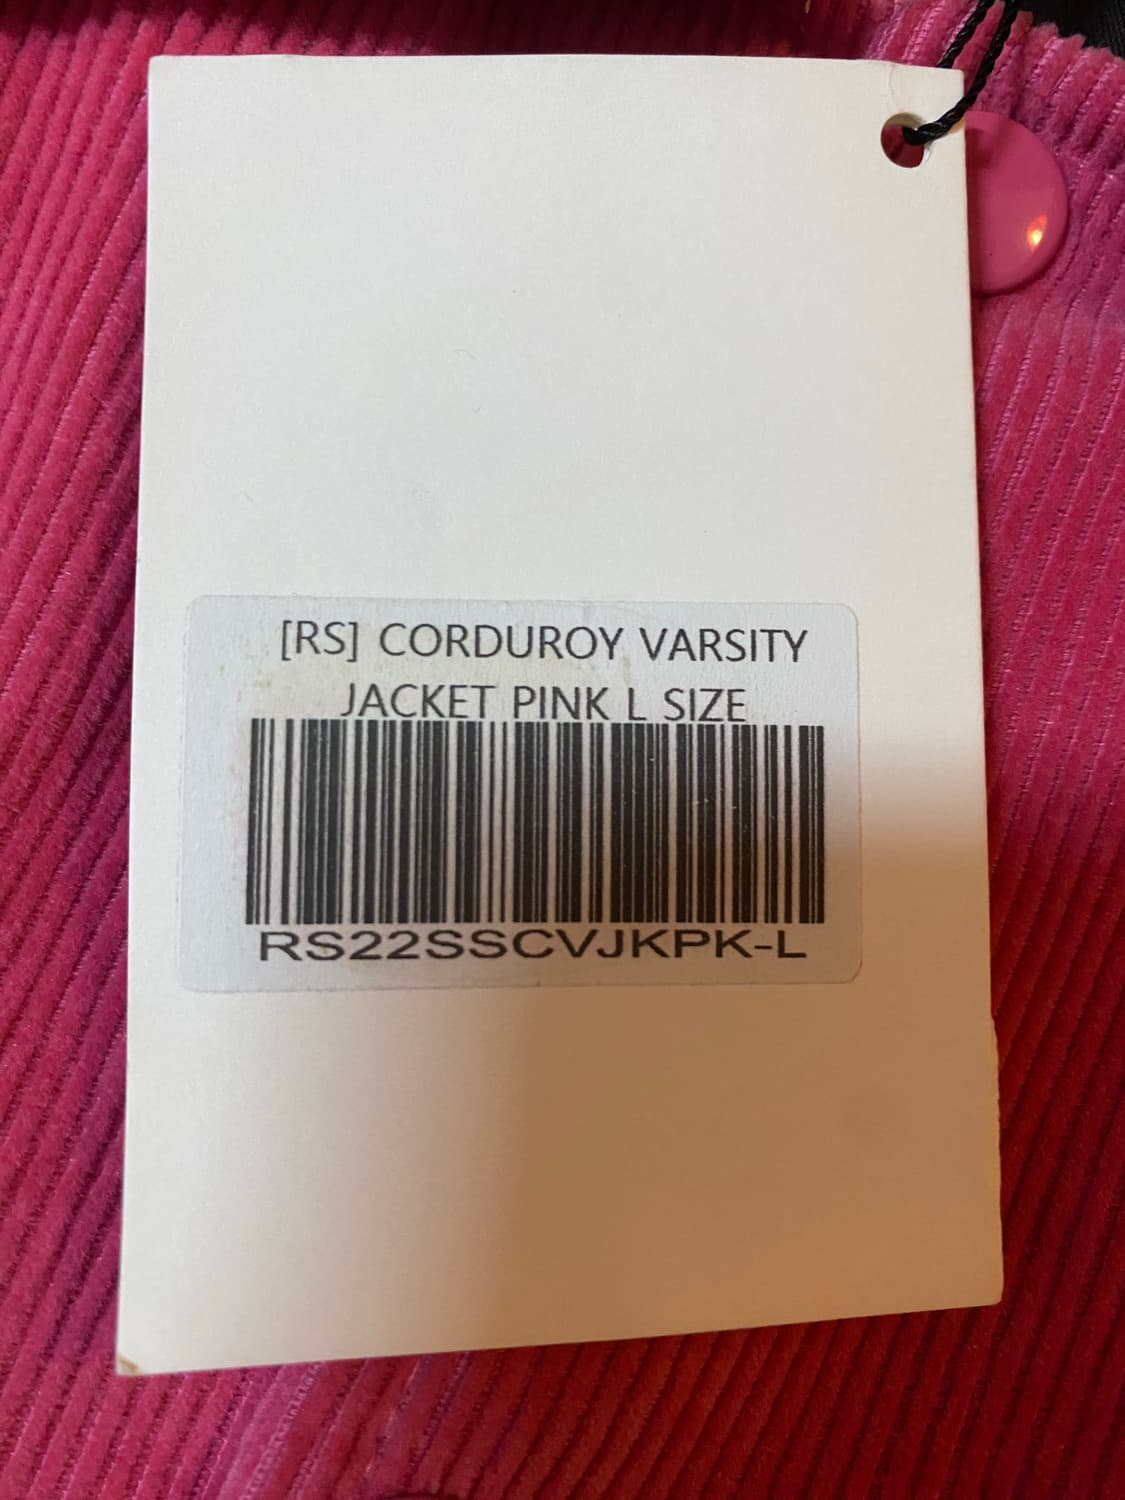 [RS] CORDUROY VARSITY
JACKET PINK L SIZE
RS22SSCVJKPK-L